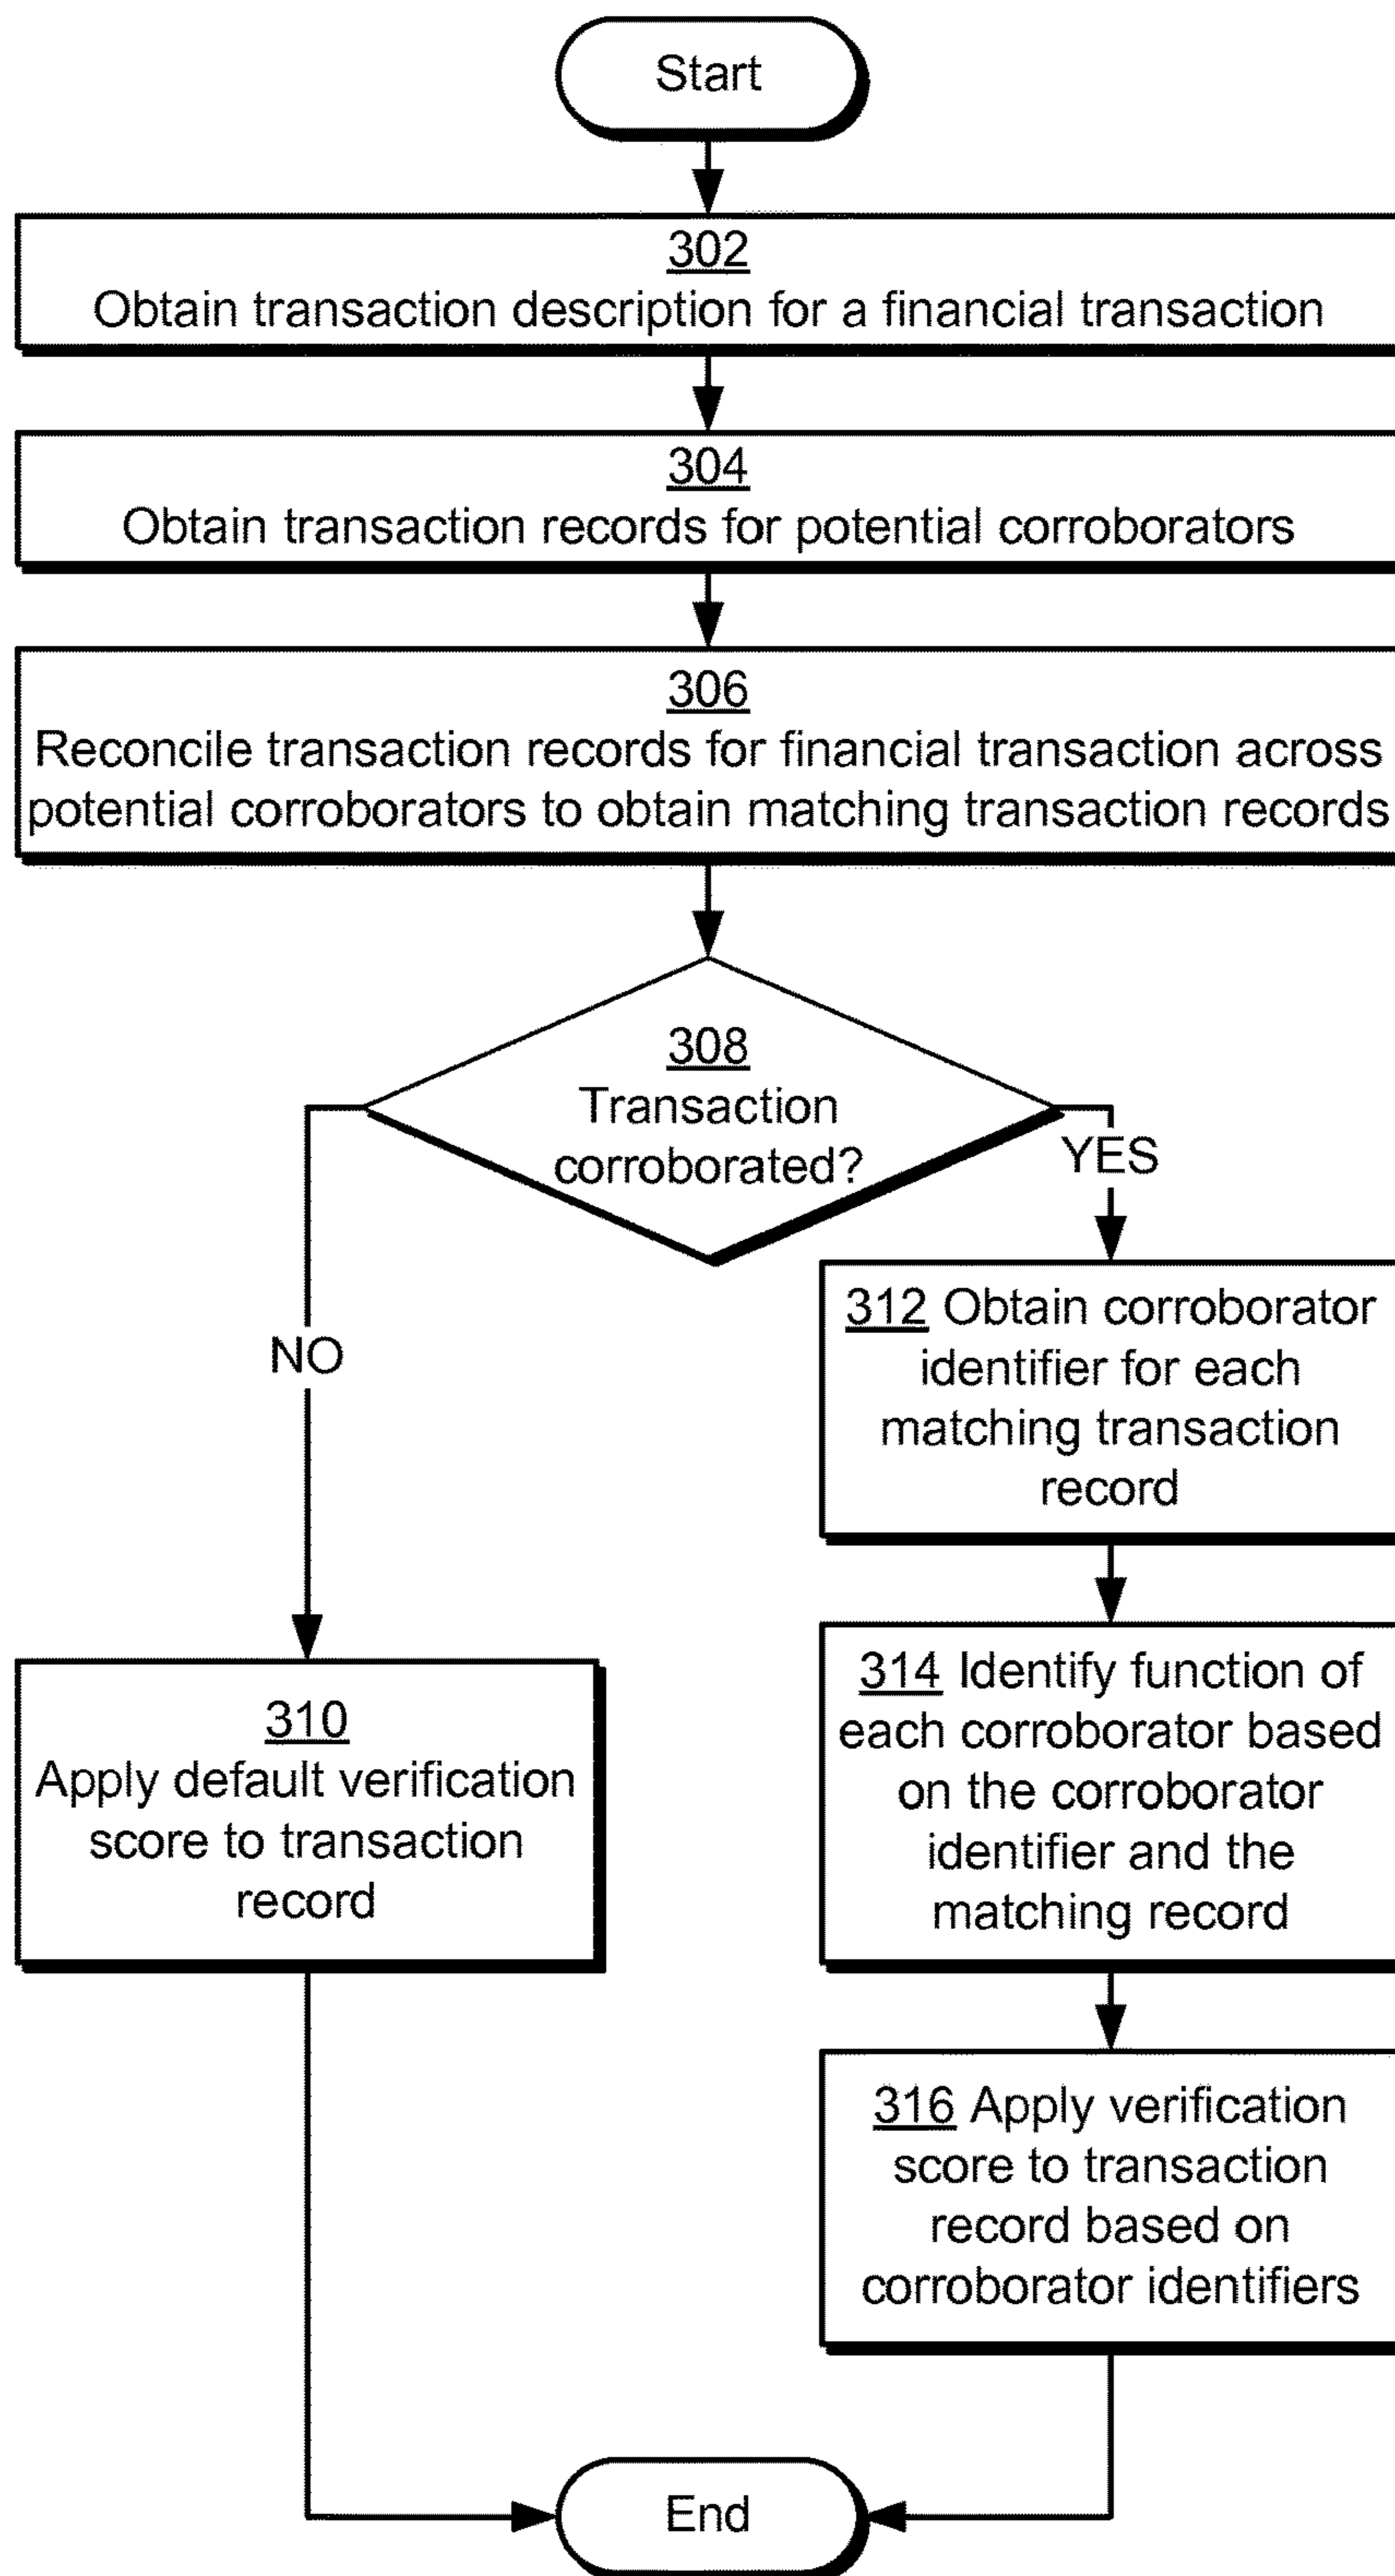 Start
302
Obtain transaction description for a financial transaction
304
Obtain transaction records for potential corroborators
306
Reconcile transaction records for financial transaction across
potential corroborators to obtain matching transaction records
308
Transaction
corroborated?
YES
NO
312 Obtain corroborator
identifier for each
matching transaction
record
314 Identify function of
each corroborator based
on the corroborator
identifier and the
matching record
310
Apply default verification
score to transaction
record
316 Apply verification
score to transaction
record based on
corroborator identifiers
End